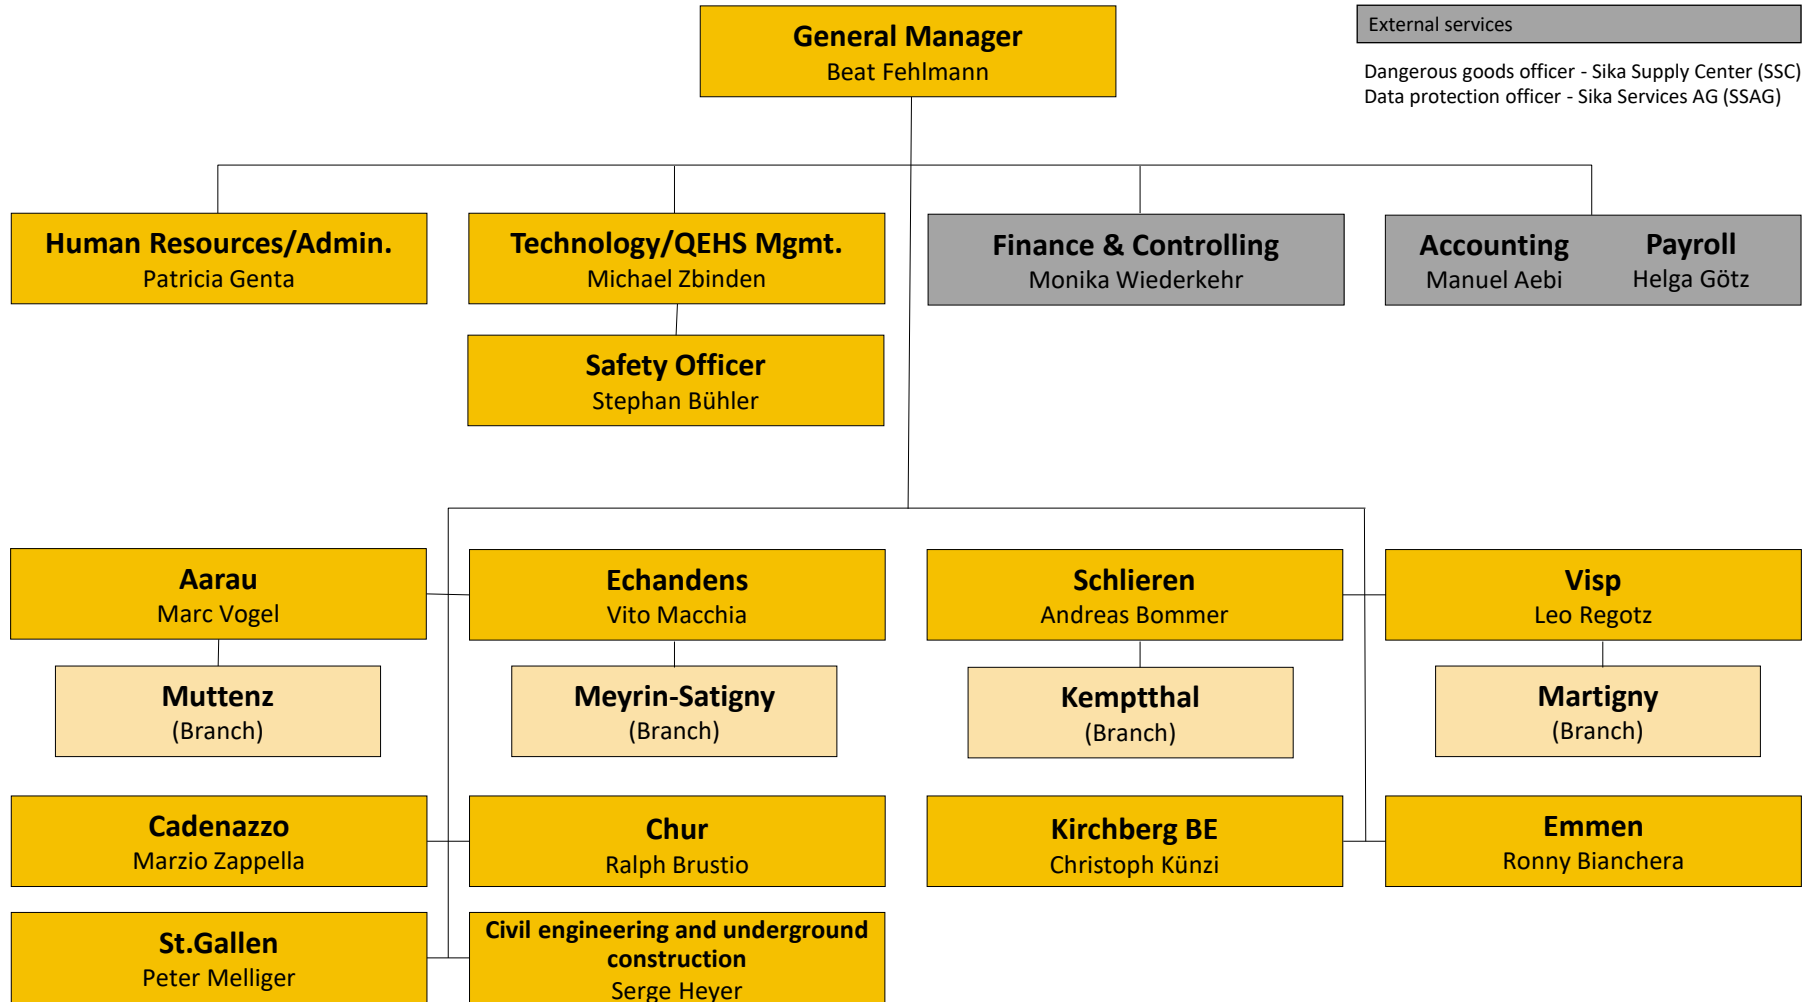 General Manager
Beat Fehlmann
External services
Dangerous goods officer - Sika Supply Center (SSC)
Data protection officer - Sika Services AG (SSAG)
Human Resources/Admin.
Patricia Genta
Technology/QEHS Mgmt.
Michael Zbinden
Finance & Controlling
Monika Wiederkehr
Accounting
Manuel Aebi
Payroll
Helga Götz
Safety Officer
Stephan Bühler
Aarau
Marc Vogel
Echandens
Vito Macchia
Schlieren
Andreas Bommer
Visp
Leo Regotz
Muttenz
(Branch)
Meyrin-Satigny
(Branch)
Kemptthal
(Branch)
Martigny
(Branch)
Cadenazzo
Marzio Zappella
Chur
Ralph Brustio
Kirchberg BE
Christoph Künzi
Emmen
Ronny Bianchera
St.Gallen
Peter Melliger
Civil engineering and underground
construction
Serge Heyer